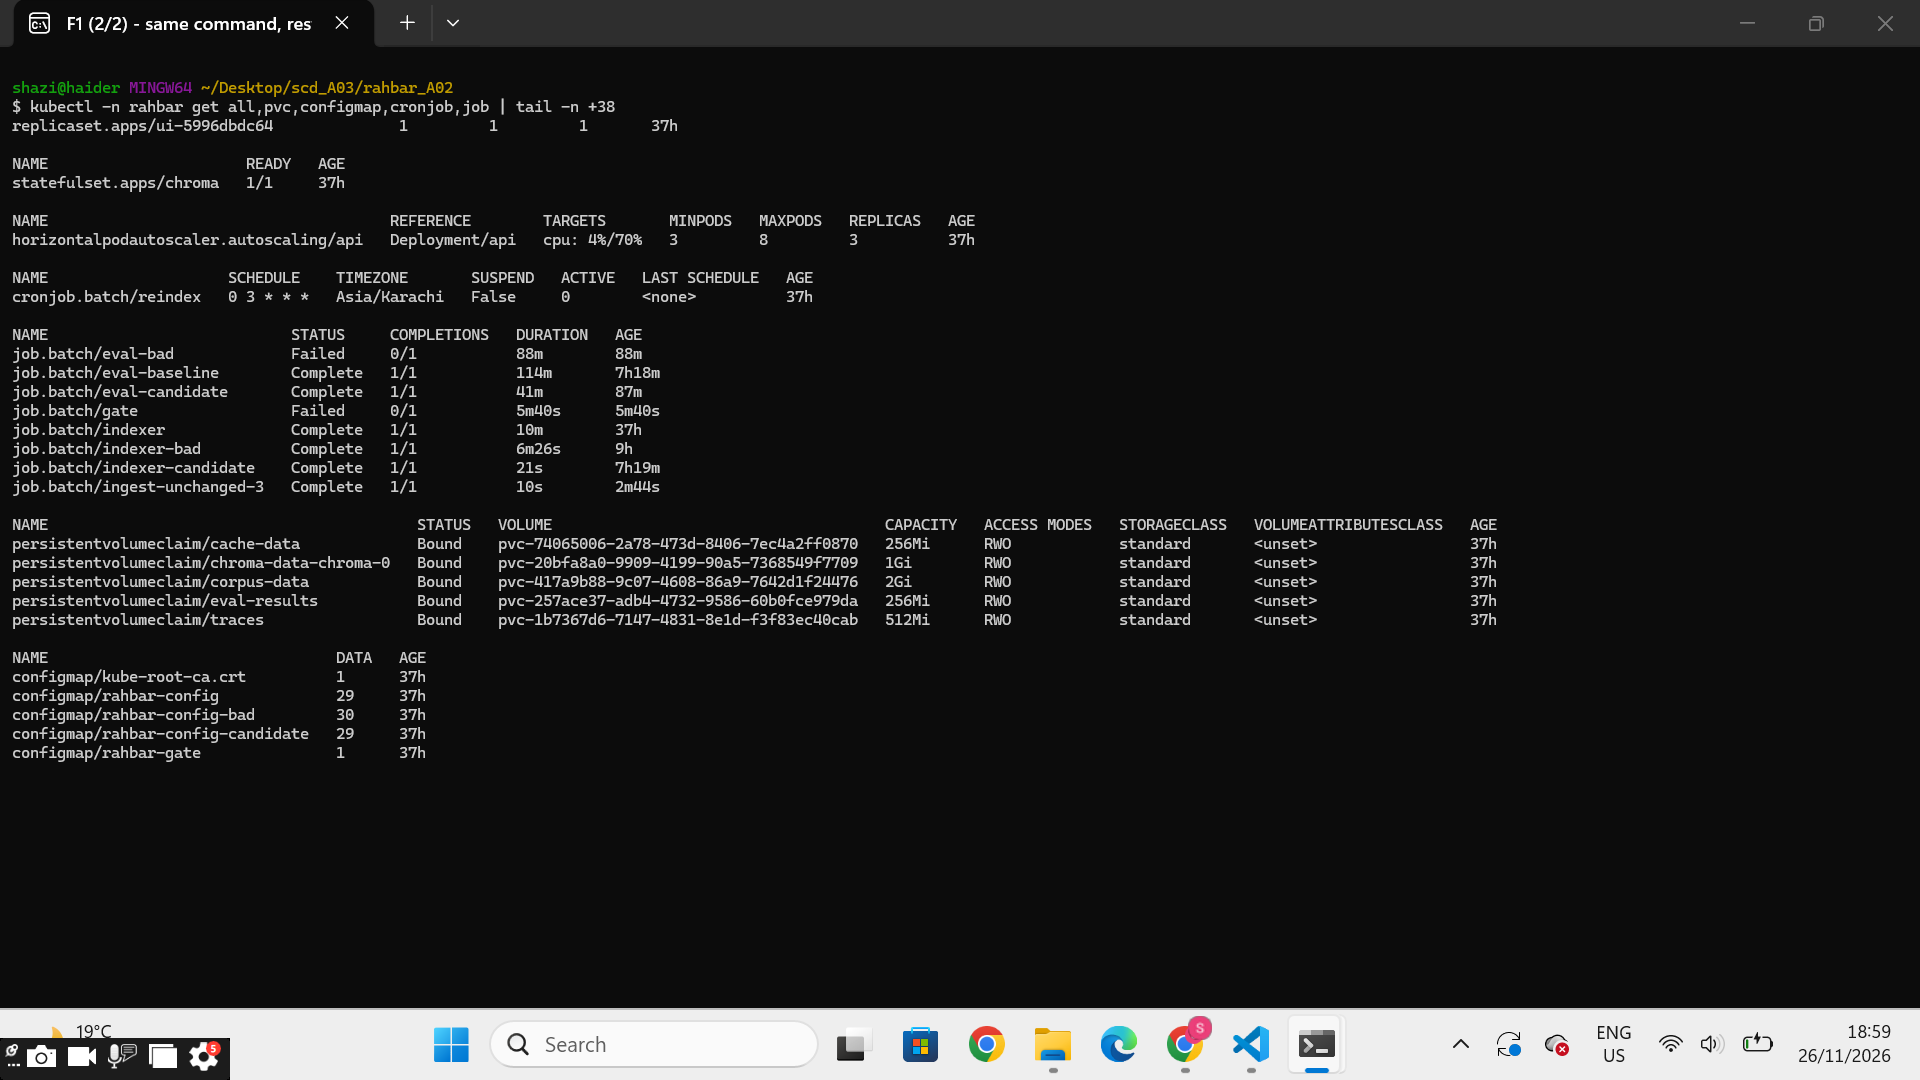 F1 (2/2) - same command, res
shazi@haider MINGW64 ~/Desktop/scd_A03/rahbar_A02
$ kubectl -n rahbar get all,pvc,configmap,cronjob,job | tail -n +38
replicaset.apps/ui-5996dbdc64 1 1 1 37h
NAME READY AGE
statefulset.apps/chroma 1/1 37h
NAME REFERENCE TARGETS MINPODS MAXPODS REPLICAS AGE
horizontalpodautoscaler.autoscaling/api Deployment/api cpu: 4%/70% 3 8 3 37h
NAME SCHEDULE TIMEZONE SUSPEND ACTIVE LAST SCHEDULE AGE
cronjob.batch/reindex 0 3 * * * Asia/Karachi False 0 <none> 37h
NAME STATUS COMPLETIONS DURATION AGE
job.batch/eval-bad Failed 0/1 88m 88m
job.batch/eval-baseline Complete 1/1 114m 7h18m
job.batch/eval-candidate Complete 1/1 41m 87m
job.batch/gate Failed 0/1 5m40s 5m40s
job.batch/indexer Complete 1/1 10m 37h
job.batch/indexer-bad Complete 1/1 6m26s 9h
job.batch/indexer-candidate Complete 1/1 21s 7h19m
job.batch/ingest-unchanged-3 Complete 1/1 10s 2m44s
NAME STATUS VOLUME CAPACITY ACCESS MODES STORAGECLASS VOLUMEATTRIBUTESCLASS AGE
persistentvolumeclaim/cache-data Bound pvc-74065006-2a78-473d-8406-7ec4a2ff0870 256Mi RWO standard <unset> 37h
persistentvolumeclaim/chroma-data-chroma-0 Bound pvc-20bfa8a0-9909-4199-90a5-7368549f7709 1Gi RWO standard <unset> 37h
persistentvolumeclaim/corpus-data Bound pvc-417a9b88-9c07-4608-86a9-7642d1f24476 2Gi RWO standard <unset> 37h
persistentvolumeclaim/eval-results Bound pvc-257ace37-adb4-4732-9586-60b0fce979da 256Mi RWO standard <unset> 37h
persistentvolumeclaim/traces Bound pvc-1b7367d6-7147-4831-8e1d-f3f83ec40cab 512Mi RWO standard <unset> 37h
NAME DATA AGE
configmap/kube-root-ca.crt 1 37h
configmap/rahbar-config 29 37h
configmap/rahbar-config-bad 30 37h
configmap/rahbar-config-candidate 29 37h
configmap/rahbar-gate 1 37h
19°C
5
Search
S
ENG
US
18:59
26/11/2026